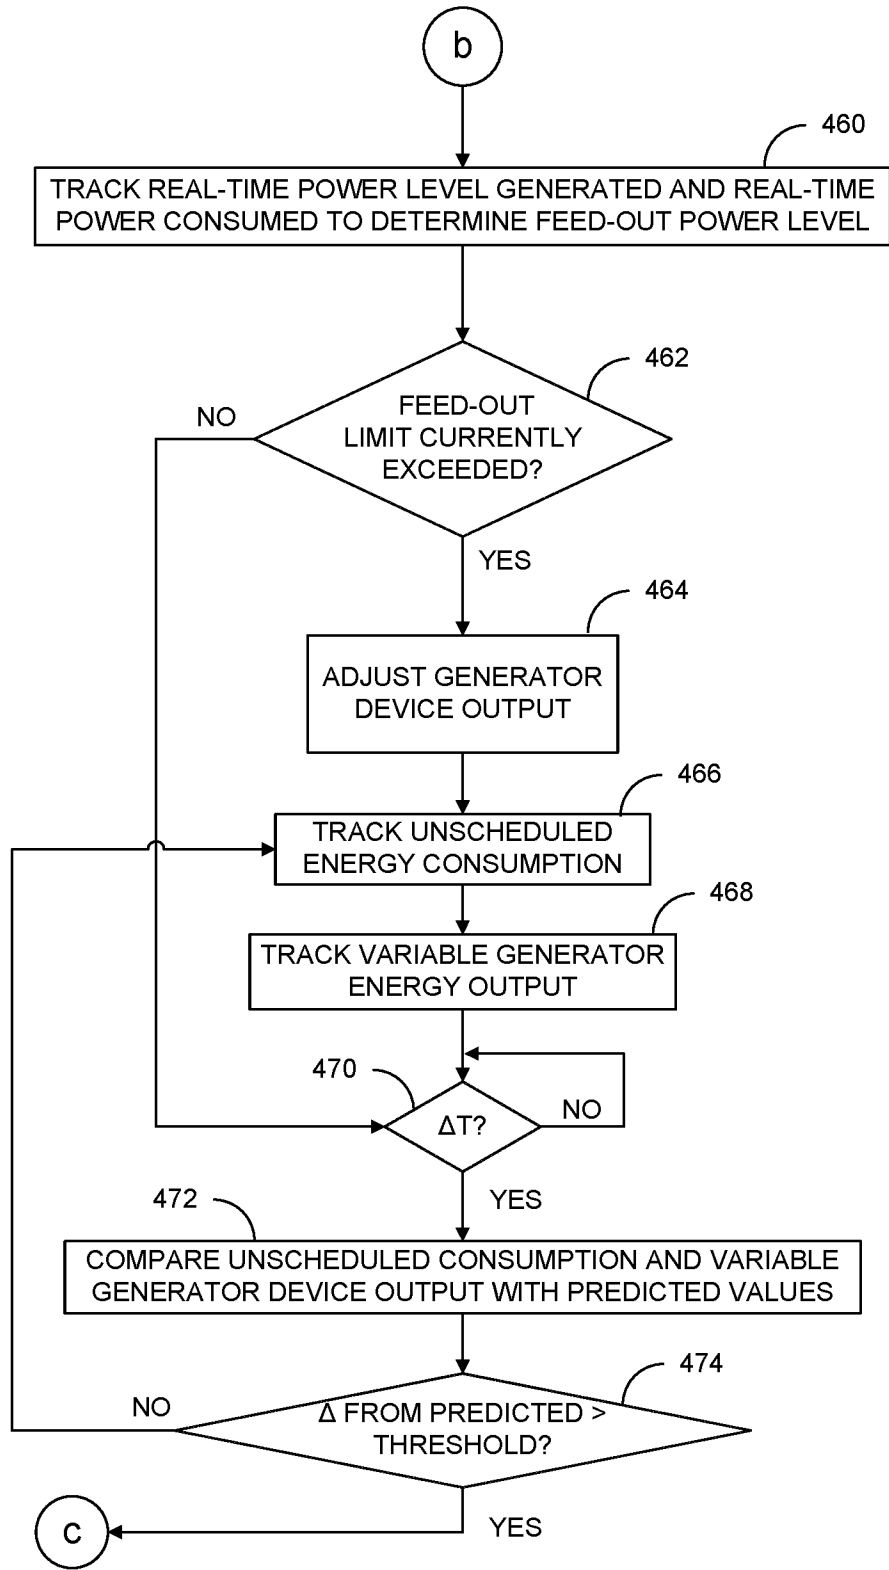 b
460
TRACK REAL-TIME POWER LEVEL GENERATED AND REAL-TIME
POWER CONSUMED TO DETERMINE FEED-OUT POWER LEVEL
462
FEED-OUT
LIMIT CURRENTLY
EXCEEDED?
NO
YES
464
ADJUST GENERATOR
DEVICE OUTPUT
466
TRACK UNSCHEDULED
ENERGY CONSUMPTION
468
TRACK VARIABLE GENERATOR
ENERGY OUTPUT
470
ΔT?
NO
YES
472
COMPARE UNSCHEDULED CONSUMPTION AND VARIABLE
GENERATOR DEVICE OUTPUT WITH PREDICTED VALUES
474
Δ FROM PREDICTED >
THRESHOLD?
NO
YES
c